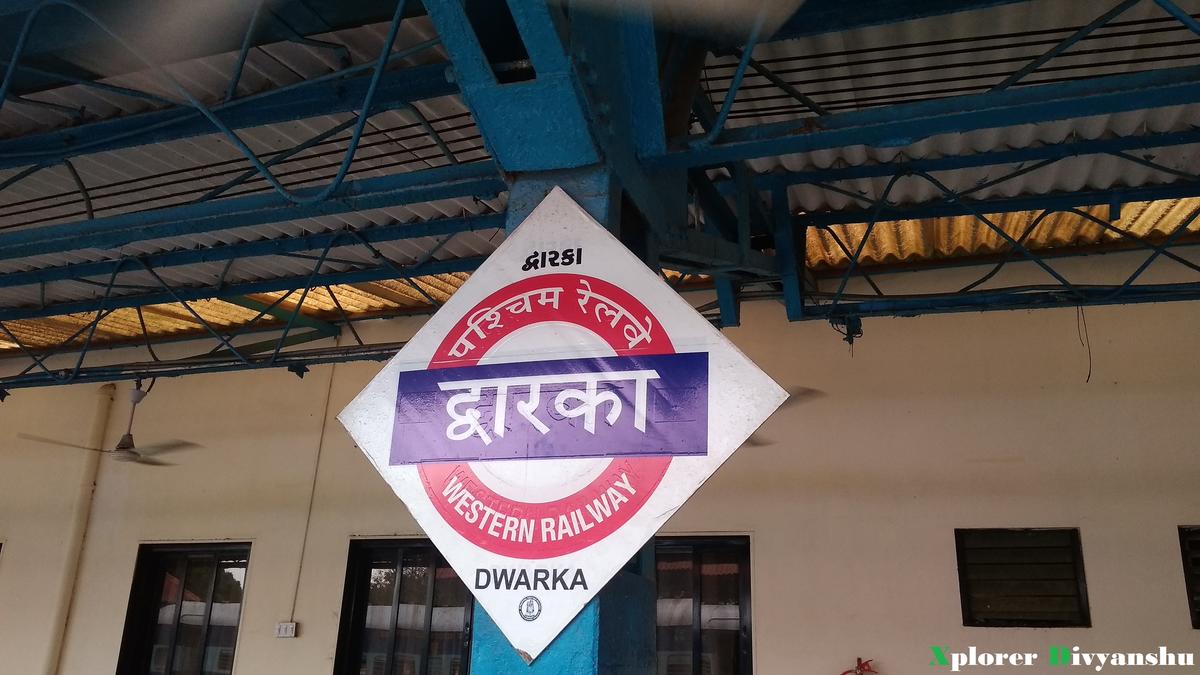 દ્વારકા
पश्चिम रेलवे
द्वारका
WESTERN RAILWAY
DWARKA
Xplorer Divyanshu